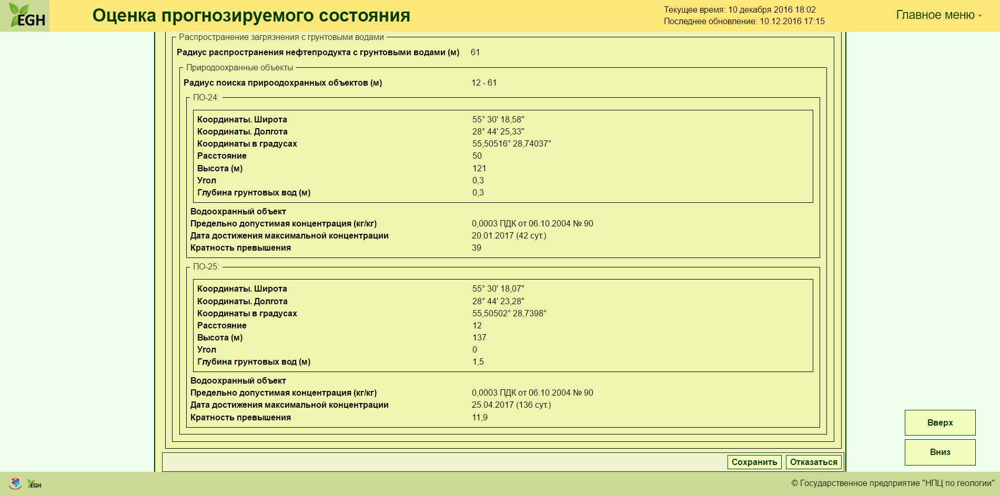 EGH
Оценка прогнозируемого состояния
Текущее время: 10 декабря 2016 18:02
Последнее обновление: 10.12.2016 17:15
Главное меню
Распространение загрязнения с грунтовыми водами
Радиус распространения нефтепродукта с грунтовыми водами (м) 61
Природоохранные объекты
Радиус поиска прироодохранных объектов (м) 12 - 61
ПО-24:
Координаты. Широта 55° 30' 18,58"
Координаты. Долгота 28° 44' 25,33"
Координаты в градусах 55,50516° 28,74037°
Расстояние 50
Высота (м) 121
Угол 0,3
Глубина грунтовых вод (м) 0,3
Водоохранный объект
Предельно допустимая концентрация (кг/кг) 0,0003 ПДК от 06.10.2004 № 90
Дата достижения максимальной концентрации 20.01.2017 (42 сут.)
Кратность превышения 39
ПО-25:
Координаты. Широта 55° 30' 18,07"
Координаты. Долгота 28° 44' 23,28"
Координаты в градусах 55,50502° 28,7398°
Расстояние 12
Высота (м) 137
Угол 0
Глубина грунтовых вод (м) 1,5
Водоохранный объект
Предельно допустимая концентрация (кг/кг) 0,0003 ПДК от 06.10.2004 № 90
Дата достижения максимальной концентрации 25.04.2017 (136 сут.)
Кратность превышения 11,9
Вверх
Вниз
Сохранить Отказаться
EGH
© Государственное предприятие "НПЦ по геологии"